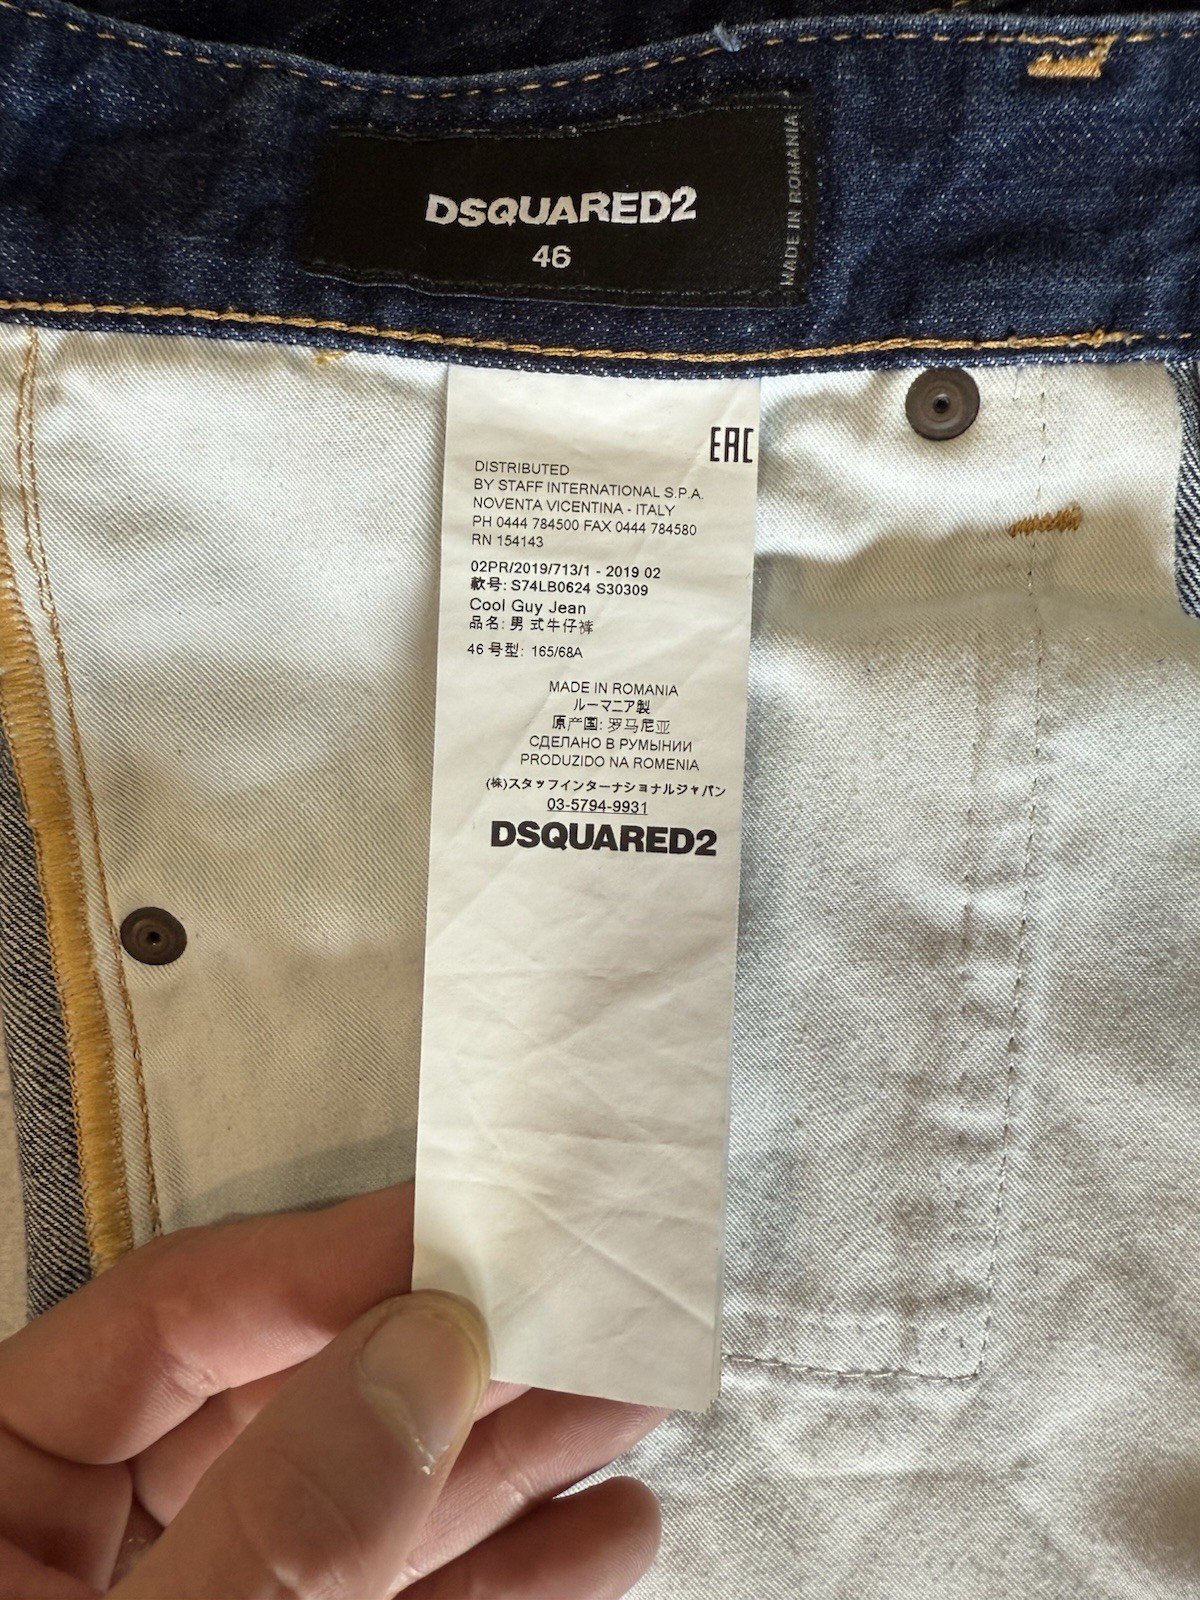 DSQUARED2
46
MADE IN ROMANIA
EAC
DISTRIBUTED
BY STAFF INTERNATIONAL S.P.A.
NOVENTA VICENTINA - ITALY
PH 0444 784500 FAX 0444 784580
RN 154143
02PR/2019/713/1 - 2019 02
款号: S74LB0624 S30309
Cool Guy Jean
品名: 男式牛仔裤
46 号型: 165/68A
MADE IN ROMANIA
ルーマニア製
原产国: 罗马尼亚
СДЕЛАНО В РУМЫНИИ
PRODUZIDO NA ROMENIA
(株)スタッフインターナショナルジャパン
03-5794-9931
DSQUARED2